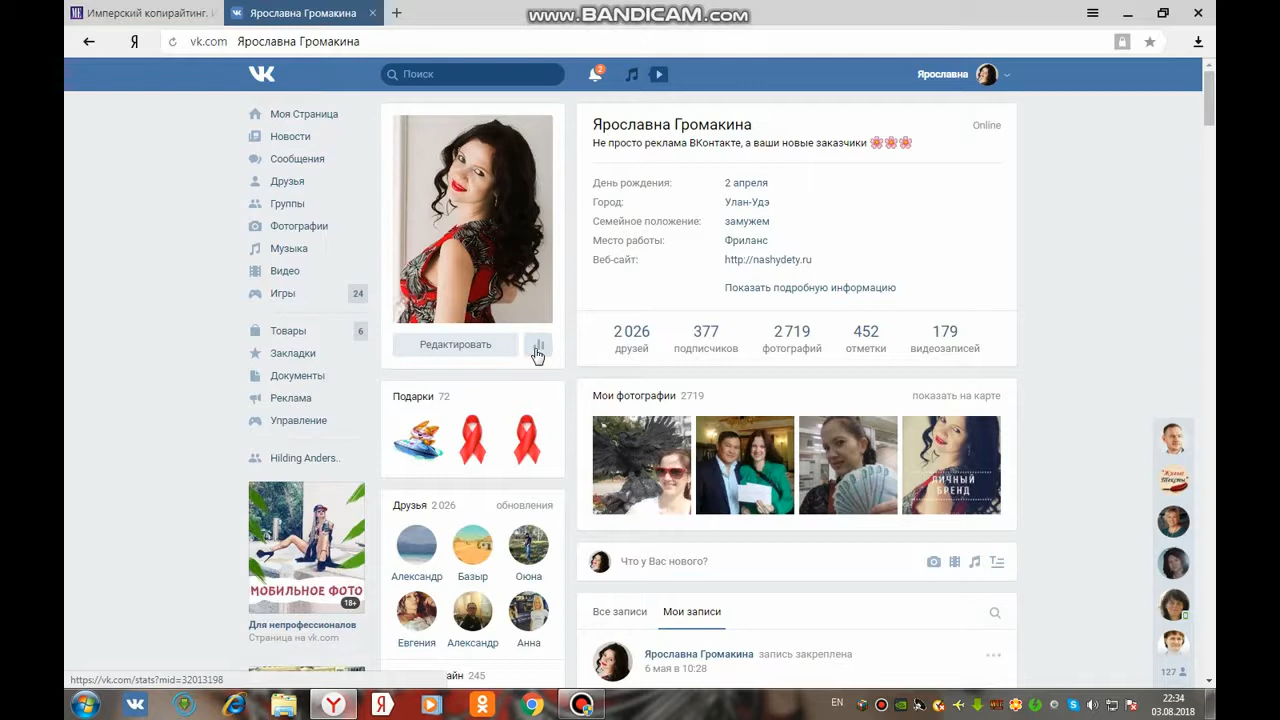 www.BANDICAM.com
Имперский копирайтинг. И
Ярославна Громакина
vk.com Ярославна Громакина
Поиск
2
Ярославна
Моя Страница
Новости
Сообщения
Друзья
Группы
Фотографии
Музыка
Видео
Игры 24
Товары 6
Закладки
Документы
Реклама
Управление
Hilding Anders..
МОБИЛЬНОЕ ФОТО
18+
Для непрофессионалов
Страница на vk.com
Редактировать
Подарки 72
Друзья 2 026 обновления
Александр Базыр Оюна
Евгения Александр Анна
айн 245
Ярославна Громакина Online
Не просто реклама ВКонтакте, а ваши новые заказчики
День рождения: 2 апреля
Город: Улан-Удэ
Семейное положение: замужем
Место работы: Фриланс
Веб-сайт: http://nashydety.ru
Показать подробную информацию
2 026 377 2 719 452 179
друзей подписчиков фотографий отметки видеозаписей
Мои фотографии 2719 показать на карте
ЛИЧНЫЙ
БРЕНД
Что у Вас нового?
Все записи Мои записи
Ярославна Громакина запись закреплена
6 мая в 10:28
"Живые
Тексты"
127
https://vk.com/stats?mid=32013198
EN
22:34
03.08.2018